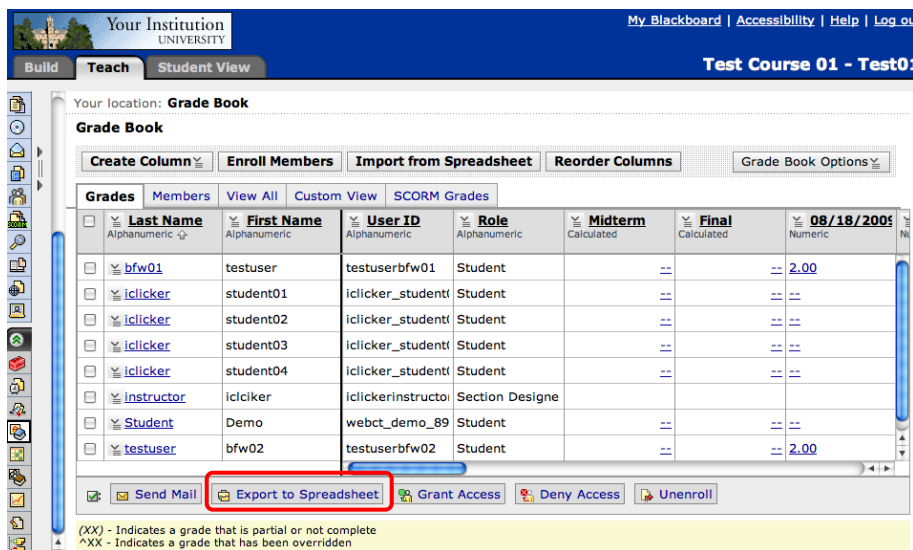 Your Institution
UNIVERSITY
My Blackboard | Accessibility | Help | Log ou
Build Teach Student View Test Course 01 - Test01
Your location: Grade Book
Grade Book
Create Column Enroll Members Import from Spreadsheet Reorder Columns Grade Book Options
Grades Members View All Custom View SCORM Grades
Last Name First Name User ID Role Midterm Final 08/18/2009
Alphanumeric Alphanumeric Alphanumeric Alphanumeric Calculated Calculated Numeric Nu
bfw01 testuser testuserbfw01 Student -- -- 2.00
iclicker student01 iclicker_student( Student -- -- --
iclicker student02 iclicker_student( Student -- -- --
iclicker student03 iclicker_student( Student -- -- --
iclicker student04 iclicker_student( Student -- -- --
instructor iclciker iclickerinstructo Section Designe
Student Demo webct_demo_89 Student -- -- --
testuser bfw02 testuserbfw02 Student -- -- 2.00
Send Mail Export to Spreadsheet Grant Access Deny Access Unenroll
(XX) - Indicates a grade that is partial or not complete
^XX - Indicates a grade that has been overridden